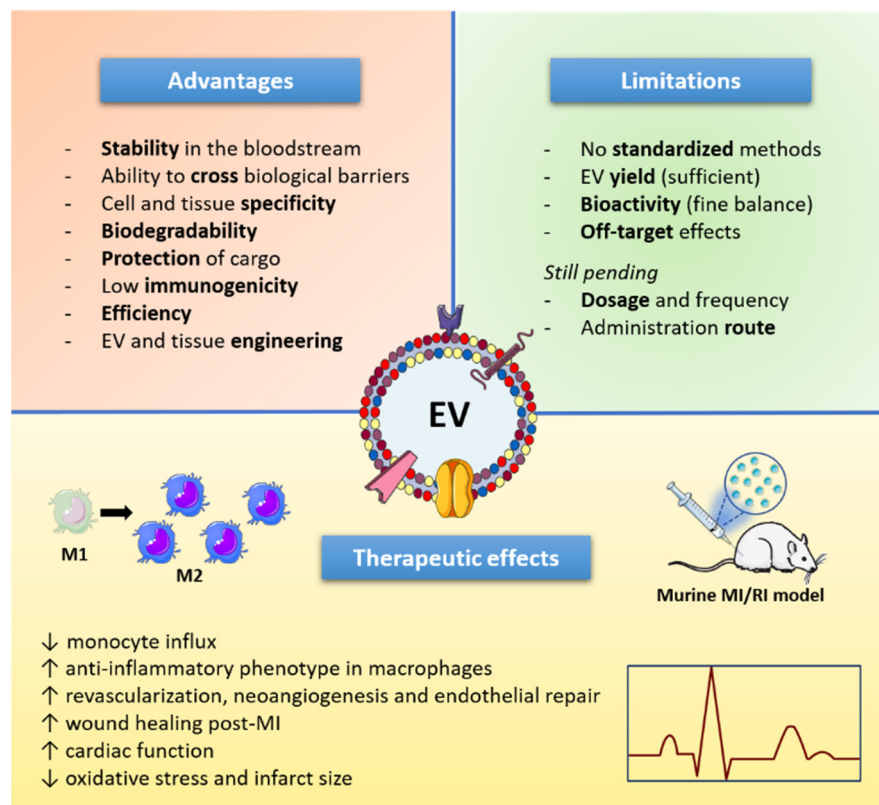 Advantages
- Stability in the bloodstream
- Ability to cross biological barriers
- Cell and tissue specificity
- Biodegradability
- Protection of cargo
- Low immunogenicity
- Efficiency
- EV and tissue engineering
Limitations
- No standardized methods
- EV yield (sufficient)
- Bioactivity (fine balance)
- Off-target effects
Still pending
- Dosage and frequency
- Administration route
EV
M1
M2
Therapeutic effects
Murine MI/RI model
↓ monocyte influx
↑ anti-inflammatory phenotype in macrophages
↑ revascularization, neoangiogenesis and endothelial repair
↑ wound healing post-MI
↑ cardiac function
↓ oxidative stress and infarct size